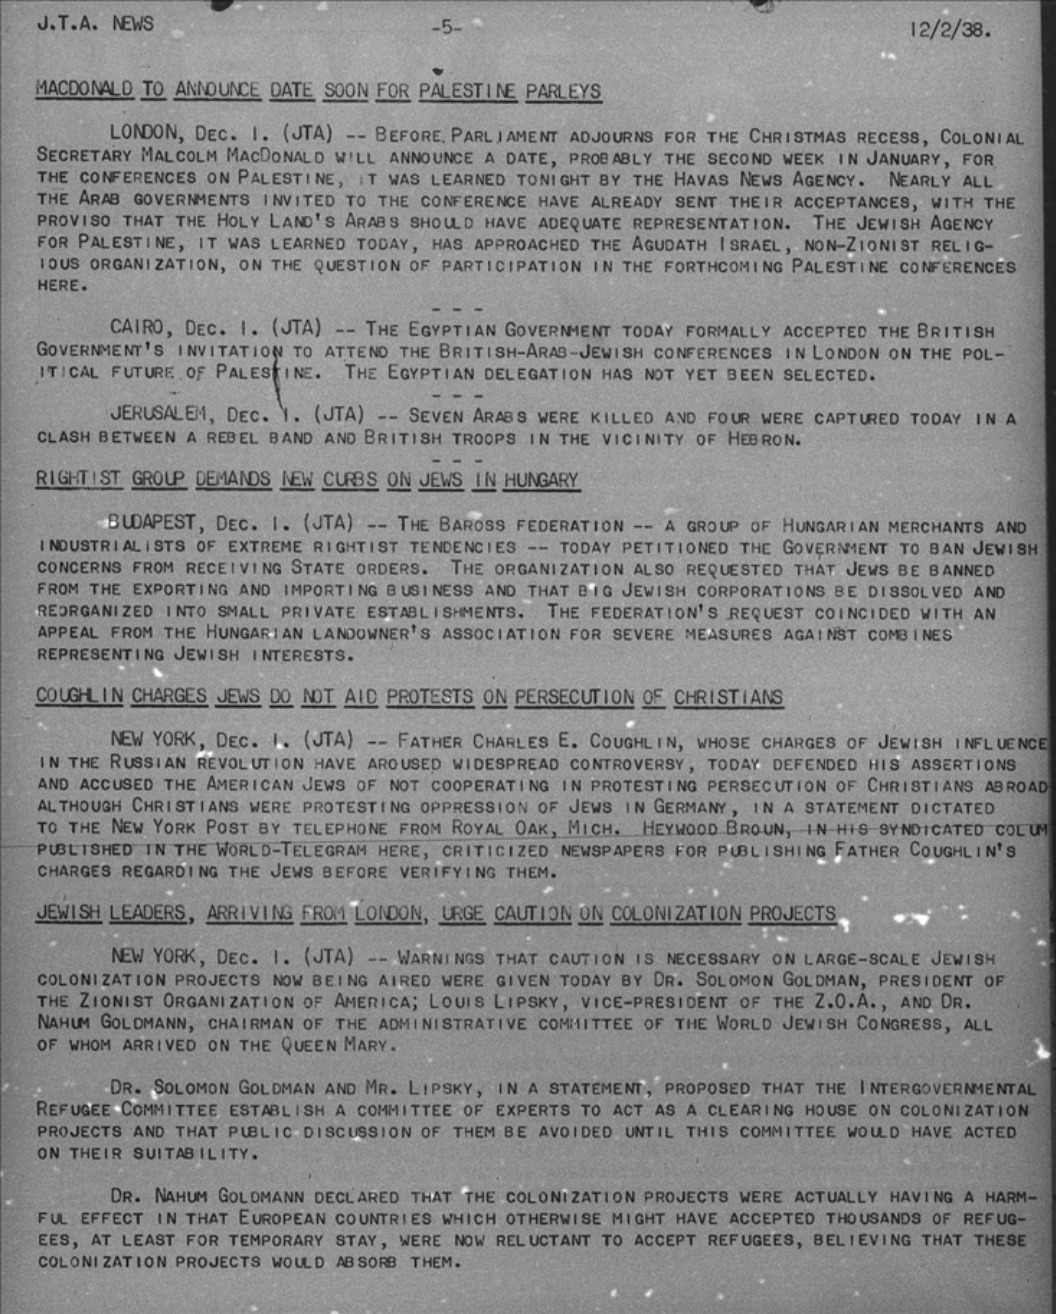 J.T.A. NEWS -5- 12/2/38.
MACDONALD TO ANNOUNCE DATE SOON FOR PALESTINE PARLEYS
LONDON, DEC. 1. (JTA) -- BEFORE PARLIAMENT ADJOURNS FOR THE CHRISTMAS RECESS, COLONIAL
SECRETARY MALCOLM MACDONALD WILL ANNOUNCE A DATE, PROBABLY THE SECOND WEEK IN JANUARY, FOR
THE CONFERENCES ON PALESTINE, IT WAS LEARNED TONIGHT BY THE HAVAS NEWS AGENCY. NEARLY ALL
THE ARAB GOVERNMENTS INVITED TO THE CONFERENCE HAVE ALREADY SENT THEIR ACCEPTANCES, WITH THE
PROVISO THAT THE HOLY LAND'S ARABS SHOULD HAVE ADEQUATE REPRESENTATION. THE JEWISH AGENCY
FOR PALESTINE, IT WAS LEARNED TODAY, HAS APPROACHED THE AGUDATH ISRAEL, NON-ZIONIST RELIG-
IOUS ORGANIZATION, ON THE QUESTION OF PARTICIPATION IN THE FORTHCOMING PALESTINE CONFERENCES
HERE.
- - -
CAIRO, DEC. 1. (JTA) -- THE EGYPTIAN GOVERNMENT TODAY FORMALLY ACCEPTED THE BRITISH
GOVERNMENT'S INVITATION TO ATTEND THE BRITISH-ARAB-JEWISH CONFERENCES IN LONDON ON THE POL-
ITICAL FUTURE OF PALESTINE. THE EGYPTIAN DELEGATION HAS NOT YET BEEN SELECTED.
- - -
JERUSALEM, DEC. 1. (JTA) -- SEVEN ARABS WERE KILLED AND FOUR WERE CAPTURED TODAY IN A
CLASH BETWEEN A REBEL BAND AND BRITISH TROOPS IN THE VICINITY OF HEBRON.
- - -
RIGHTIST GROUP DEMANDS NEW CURBS ON JEWS IN HUNGARY
BUDAPEST, DEC. 1. (JTA) -- THE BAROSS FEDERATION -- A GROUP OF HUNGARIAN MERCHANTS AND
INDUSTRIALISTS OF EXTREME RIGHTIST TENDENCIES -- TODAY PETITIONED THE GOVERNMENT TO BAN JEWISH
CONCERNS FROM RECEIVING STATE ORDERS. THE ORGANIZATION ALSO REQUESTED THAT JEWS BE BANNED
FROM THE EXPORTING AND IMPORTING BUSINESS AND THAT BIG JEWISH CORPORATIONS BE DISSOLVED AND
REORGANIZED INTO SMALL PRIVATE ESTABLISHMENTS. THE FEDERATION'S REQUEST COINCIDED WITH AN
APPEAL FROM THE HUNGARIAN LANDOWNER'S ASSOCIATION FOR SEVERE MEASURES AGAINST COMBINES
REPRESENTING JEWISH INTERESTS.
COUGHLIN CHARGES JEWS DO NOT AID PROTESTS ON PERSECUTION OF CHRISTIANS
NEW YORK, DEC. 1. (JTA) -- FATHER CHARLES E. COUGHLIN, WHOSE CHARGES OF JEWISH INFLUENCE
IN THE RUSSIAN REVOLUTION HAVE AROUSED WIDESPREAD CONTROVERSY, TODAY DEFENDED HIS ASSERTIONS
AND ACCUSED THE AMERICAN JEWS OF NOT COOPERATING IN PROTESTING PERSECUTION OF CHRISTIANS ABROAD
ALTHOUGH CHRISTIANS WERE PROTESTING OPPRESSION OF JEWS IN GERMANY, IN A STATEMENT DICTATED
TO THE NEW YORK POST BY TELEPHONE FROM ROYAL OAK, MICH. HEYWOOD BROUN, IN HIS SYNDICATED COLUM
PUBLISHED IN THE WORLD-TELEGRAM HERE, CRITICIZED NEWSPAPERS FOR PUBLISHING FATHER COUGHLIN'S
CHARGES REGARDING THE JEWS BEFORE VERIFYING THEM.
JEWISH LEADERS, ARRIVING FROM LONDON, URGE CAUTION ON COLONIZATION PROJECTS
NEW YORK, DEC. 1. (JTA) -- WARNINGS THAT CAUTION IS NECESSARY ON LARGE-SCALE JEWISH
COLONIZATION PROJECTS NOW BEING AIRED WERE GIVEN TODAY BY DR. SOLOMON GOLDMAN, PRESIDENT OF
THE ZIONIST ORGANIZATION OF AMERICA; LOUIS LIPSKY, VICE-PRESIDENT OF THE Z.O.A., AND DR.
NAHUM GOLDMANN, CHAIRMAN OF THE ADMINISTRATIVE COMMITTEE OF THE WORLD JEWISH CONGRESS, ALL
OF WHOM ARRIVED ON THE QUEEN MARY.
DR. SOLOMON GOLDMAN AND MR. LIPSKY, IN A STATEMENT, PROPOSED THAT THE INTERGOVERNMENTAL
REFUGEE COMMITTEE ESTABLISH A COMMITTEE OF EXPERTS TO ACT AS A CLEARING HOUSE ON COLONIZATION
PROJECTS AND THAT PUBLIC DISCUSSION OF THEM BE AVOIDED UNTIL THIS COMMITTEE WOULD HAVE ACTED
ON THEIR SUITABILITY.
DR. NAHUM GOLDMANN DECLARED THAT THE COLONIZATION PROJECTS WERE ACTUALLY HAVING A HARM-
FUL EFFECT IN THAT EUROPEAN COUNTRIES WHICH OTHERWISE MIGHT HAVE ACCEPTED THOUSANDS OF REFUG-
EES, AT LEAST FOR TEMPORARY STAY, WERE NOW RELUCTANT TO ACCEPT REFUGEES, BELIEVING THAT THESE
COLONIZATION PROJECTS WOULD ABSORB THEM.